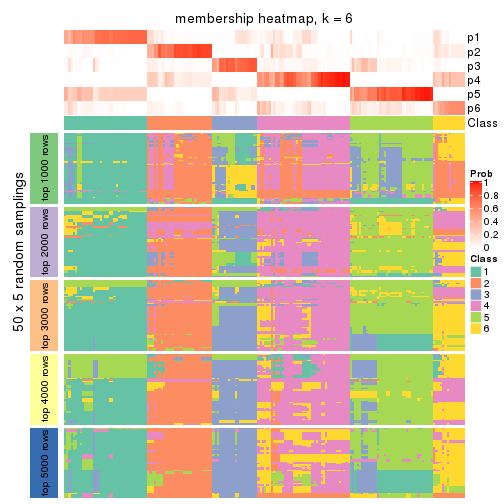 membership heatmap, k = 6
p1
p2
p3
p4
p5
p6
Class
50 x 5 random samplings
top 1000 rows
top 2000 rows
top 3000 rows
top 4000 rows
top 5000 rows
Prob
1
0.8
0.6
0.4
0.2
0
Class
1
2
3
4
5
6